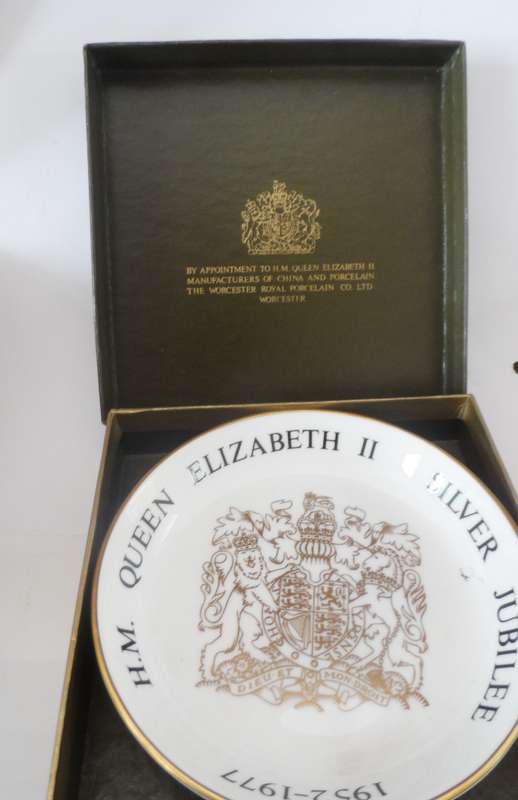 BY APPOINTMENT TO H.M. QUEEN ELIZABETH II
MANUFACTURERS OF CHINA AND PORCELAIN
THE WORCESTER ROYAL PORCELAIN CO. LTD
WORCESTER
H.M. QUEEN ELIZABETH II SILVER JUBILEE
DIEU ET MON DROIT
1952-1977